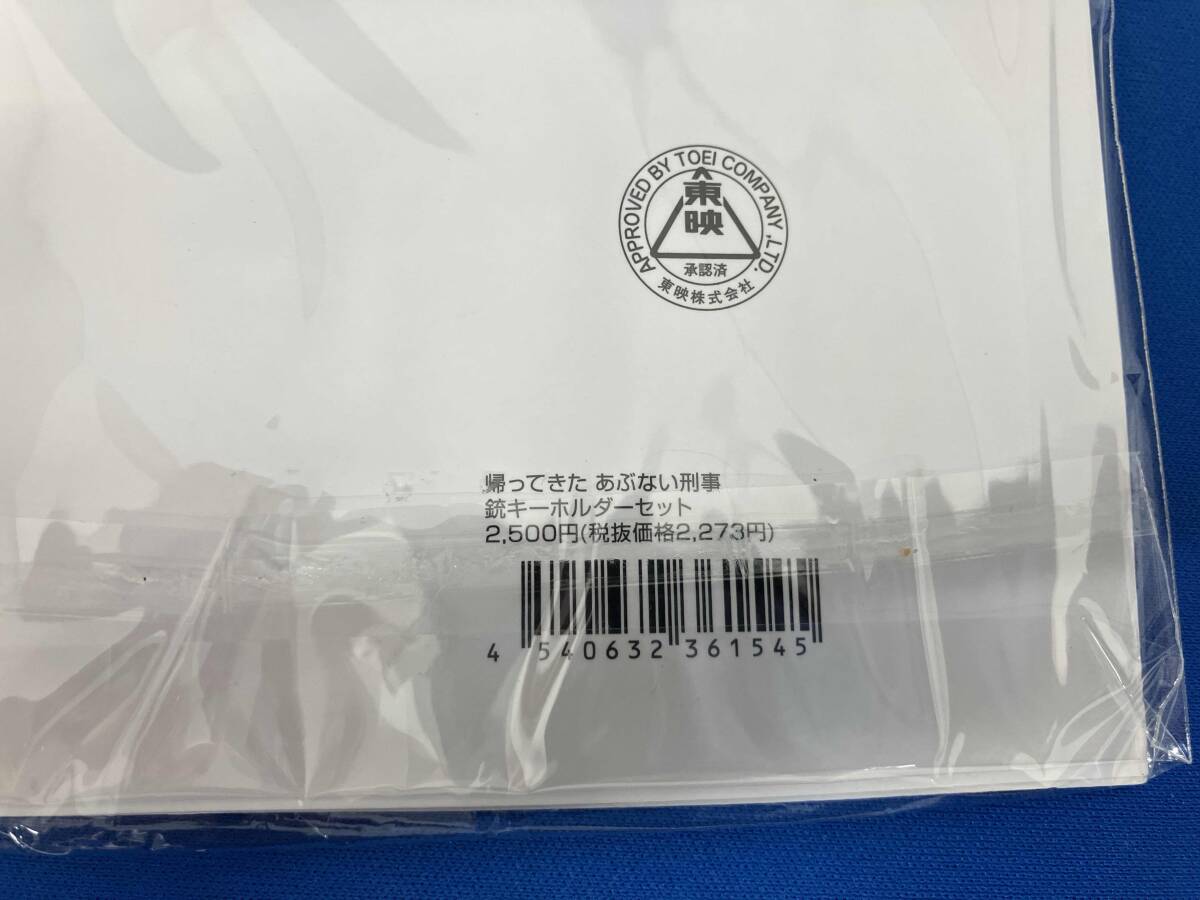 APPROVED BY TOEI COMPANY, LTD.
東映
承認済
東映株式会社
帰ってきた あぶない刑事
銃キーホルダーセット
2,500円(税抜価格2,273円)
4 540632 361545